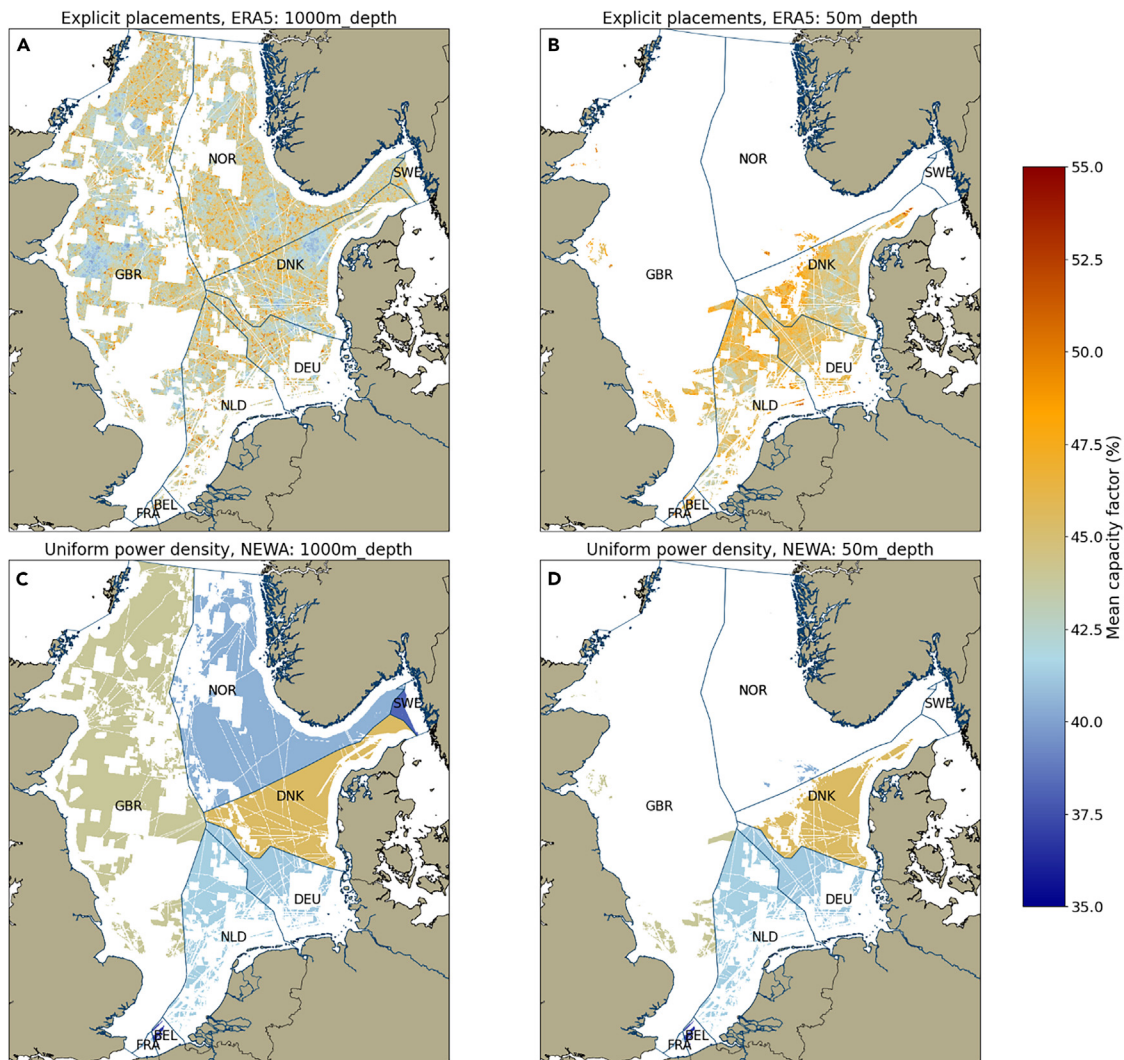 Explicit placements, ERA5: 1000m_depth
A
NOR
SWE
GBR
DNK
DEU
NLD
BEL
FRA
Explicit placements, ERA5: 50m_depth
B
NOR
SWE
GBR
DNK
DEU
NLD
BEL
FRA
Uniform power density, NEWA: 1000m_depth
C
NOR
SWE
GBR
DNK
DEU
NLD
BEL
FRA
Uniform power density, NEWA: 50m_depth
D
NOR
SWE
GBR
DNK
DEU
NLD
BEL
FRA
55.0
52.5
50.0
47.5
45.0
42.5
40.0
37.5
35.0
Mean capacity factor (%)